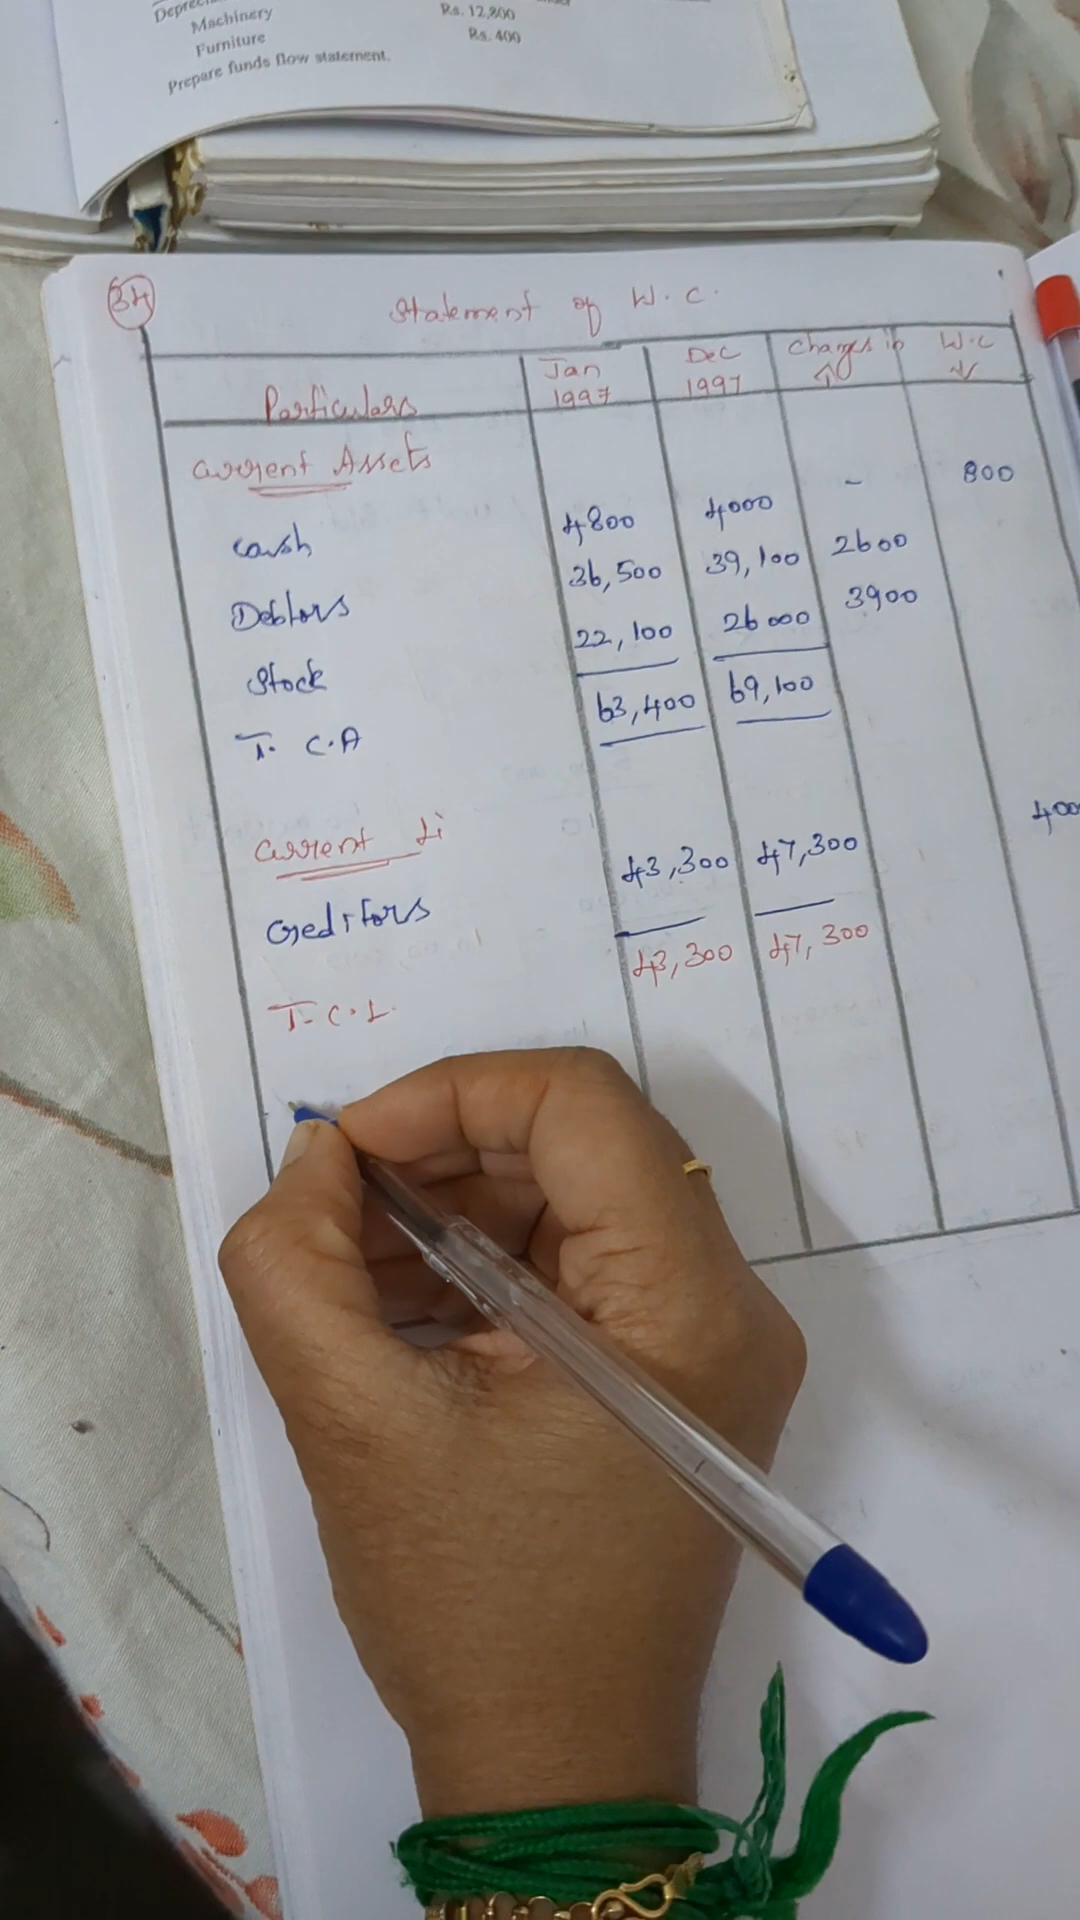 Machinery Rs. 12,800
Furniture Rs. 400
Prepare funds flow statement.
34
Statement of W.C.
Particulars Jan 1997 Dec 1997 Changes in W.C
↑ ↓
Current Assets
Cash 4800 4000 - 800
Debtors 36,500 39,100 2600
Stock 22,100 26000 3900
T. C.A 63,400 69,100
Current Li
Creditors 43,300 47,300 400
T.C.L. 43,300 47,300